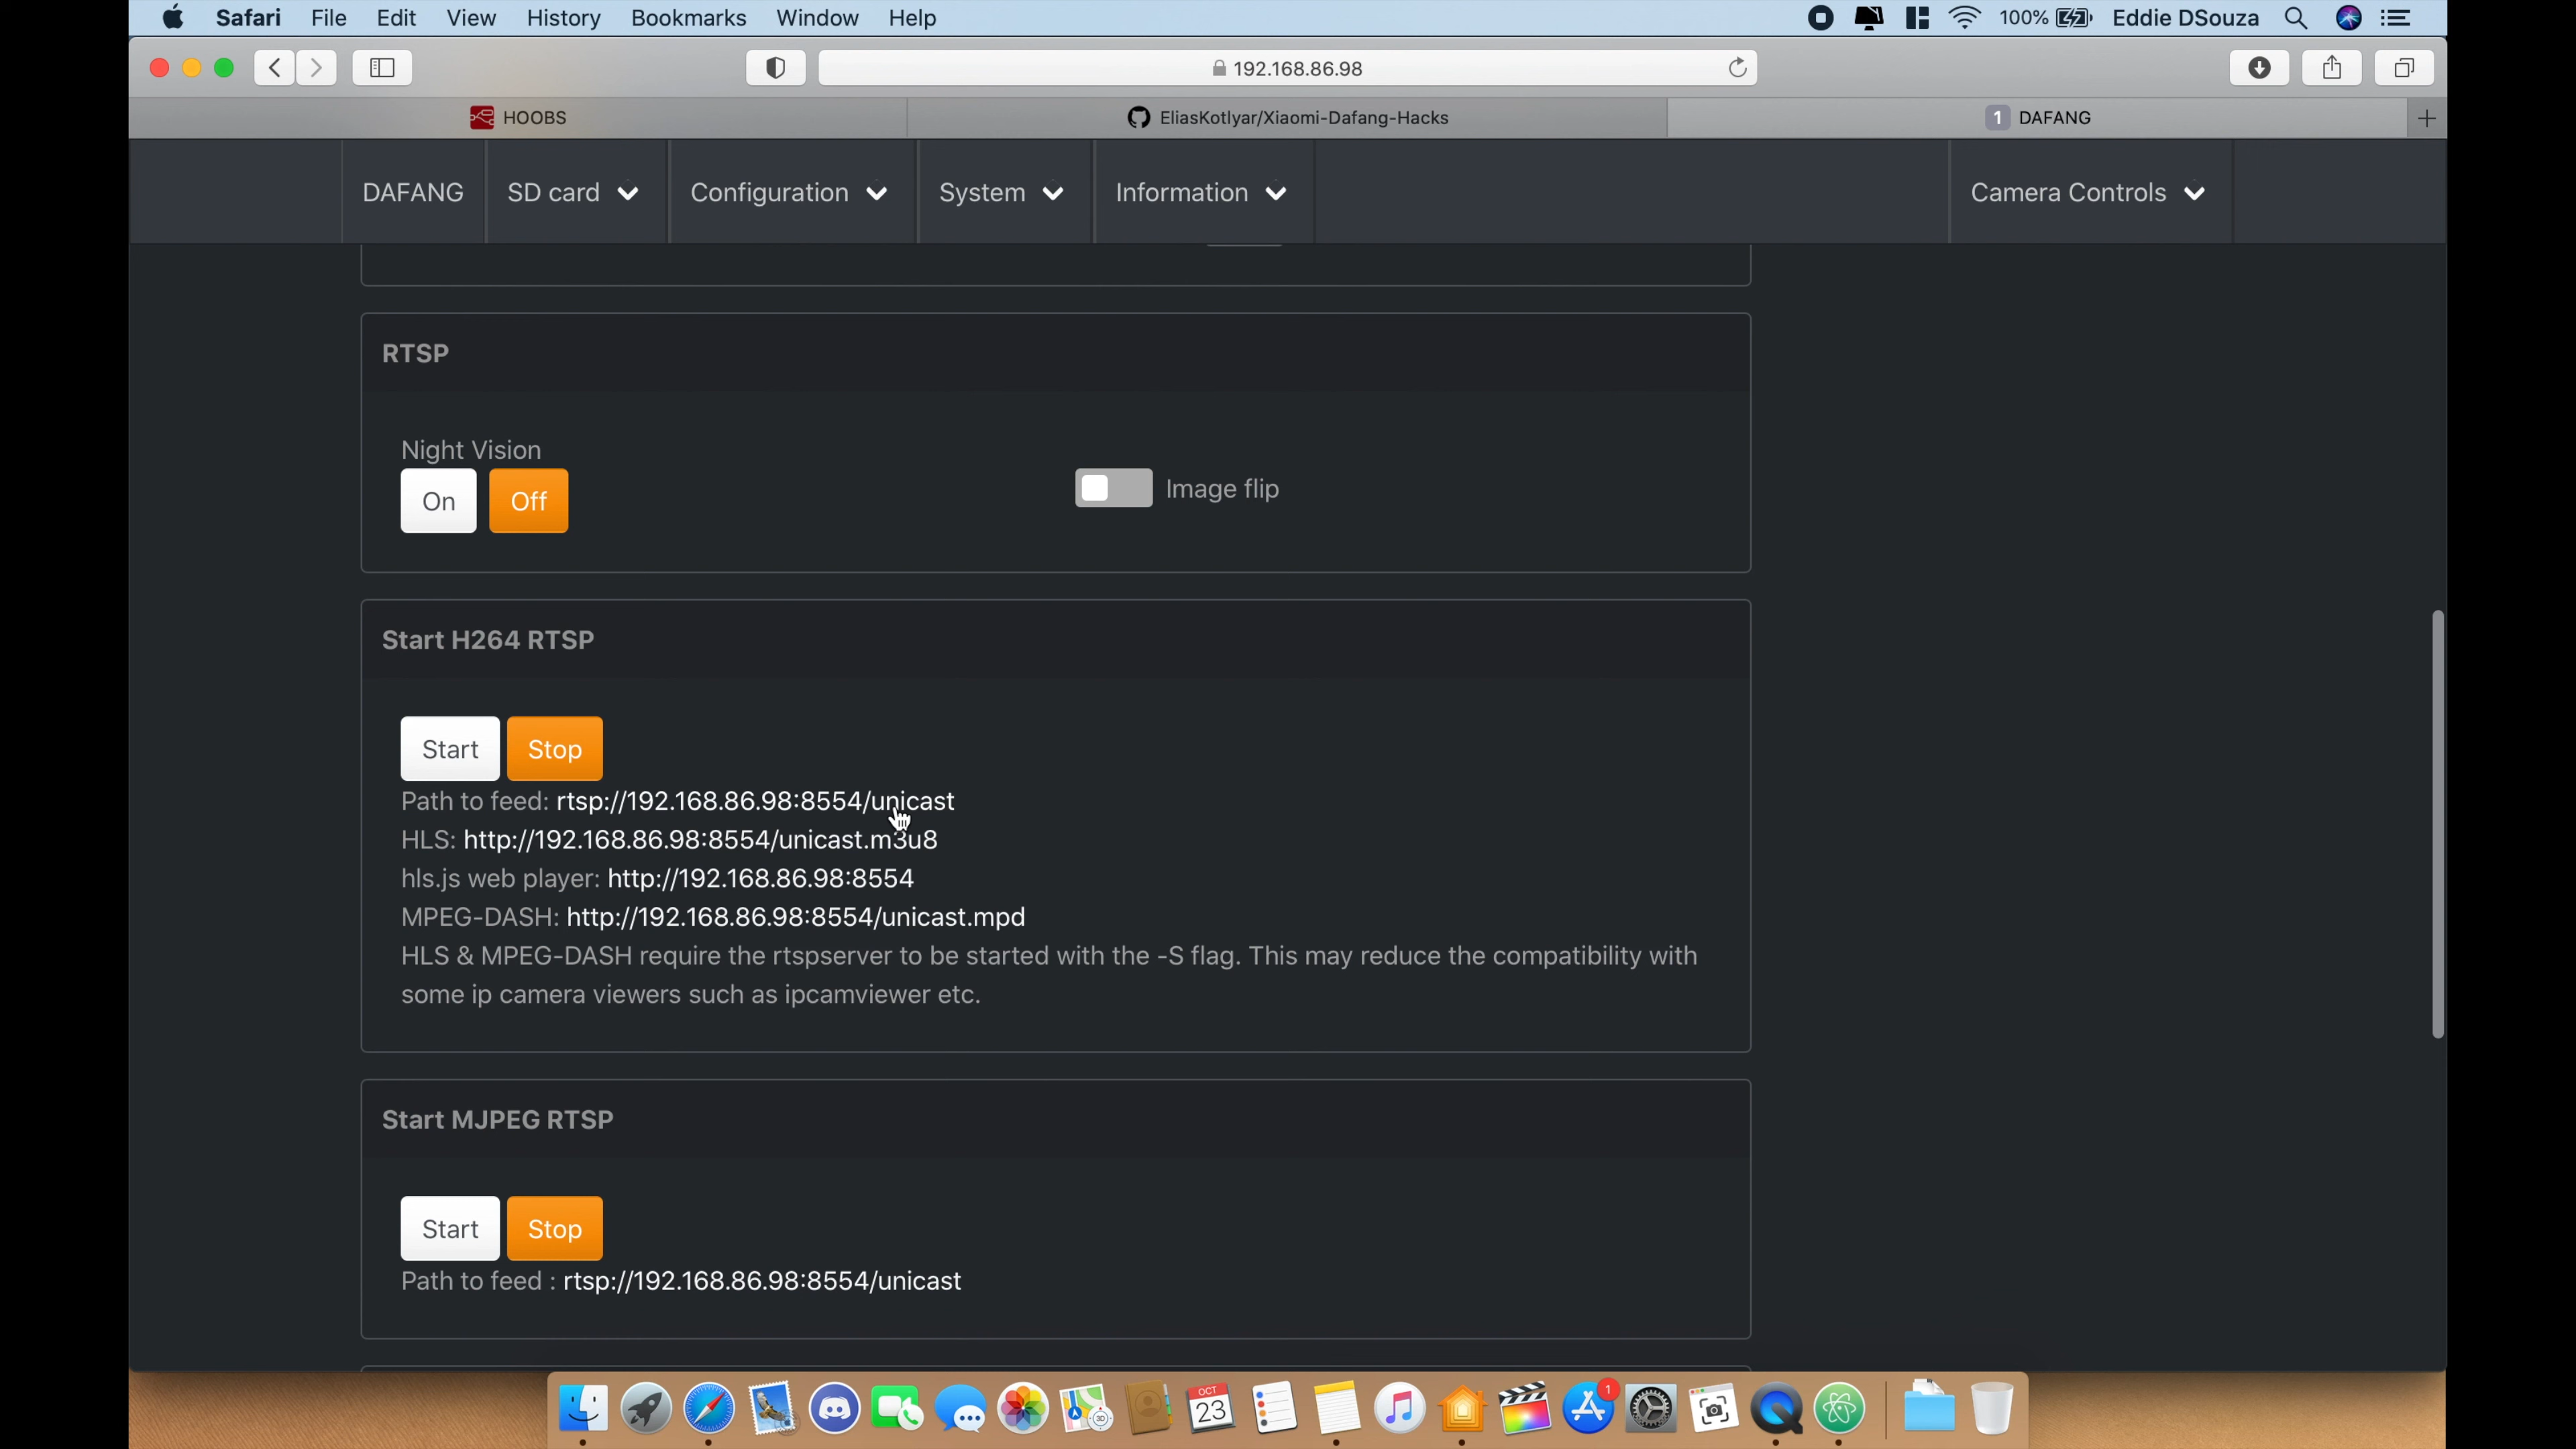 Safari File Edit View History Bookmarks Window Help 100% Eddie DSouza
192.168.86.98
HOOBS EliasKotlyar/Xiaomi-Dafang-Hacks 1 DAFANG
DAFANG SD card Configuration System Information Camera Controls
RTSP
Night Vision
On Off Image flip
Start H264 RTSP
Start Stop
Path to feed: rtsp://192.168.86.98:8554/unicast
HLS: http://192.168.86.98:8554/unicast.m3u8
hls.js web player: http://192.168.86.98:8554
MPEG-DASH: http://192.168.86.98:8554/unicast.mpd
HLS & MPEG-DASH require the rtspserver to be started with the -S flag. This may reduce the compatibility with
some ip camera viewers such as ipcamviewer etc.
Start MJPEG RTSP
Start Stop
Path to feed : rtsp://192.168.86.98:8554/unicast
OCT
23
3D
1